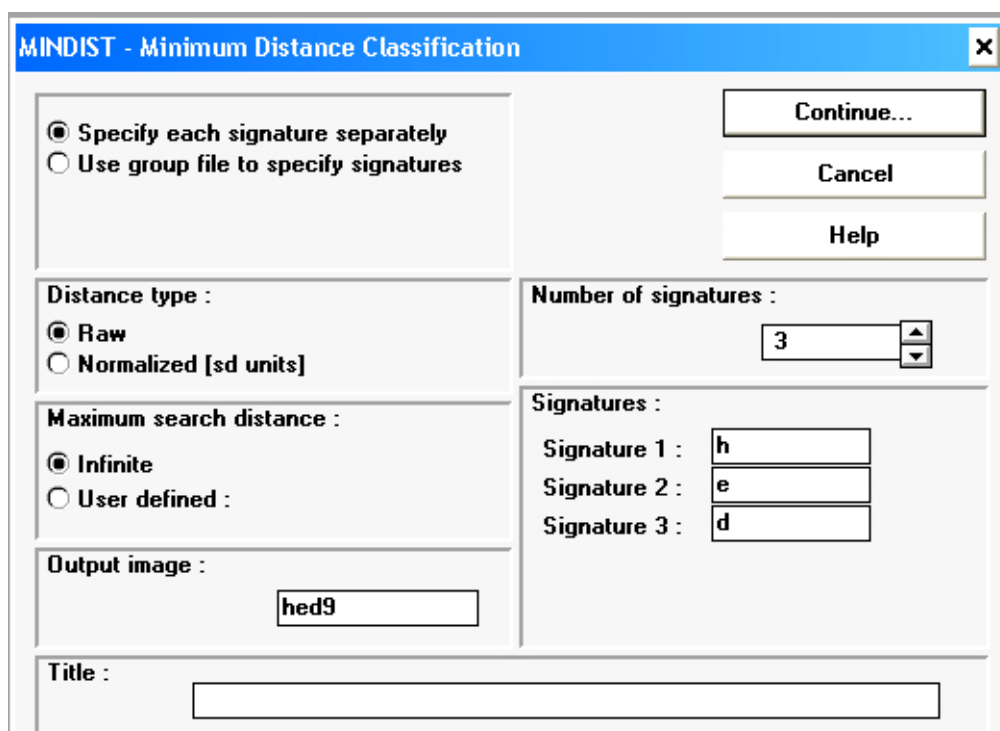 MINDIST - Minimum Distance Classification
Specify each signature separately
Use group file to specify signatures
Continue...
Cancel
Help
Distance type :
Raw
Normalized [sd units]
Number of signatures :
3
Maximum search distance :
Infinite
User defined :
Signatures :
Signature 1 : h
Signature 2 : e
Signature 3 : d
Output image :
hed9
Title :